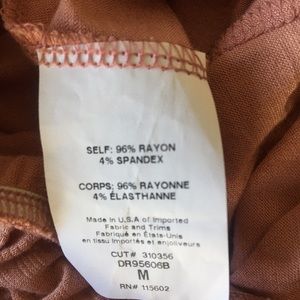 SELF: 96% RAYON
4% SPANDEX
CORPS: 96% RAYONNE
4% ÉLASTHANNE
Made in U.S.A of Imported
Fabric and Trims
Fabriqué en États-Unis
en tissu importés et enjoliveurs
CUT# 310356
DR95606B
M
RN# 115602